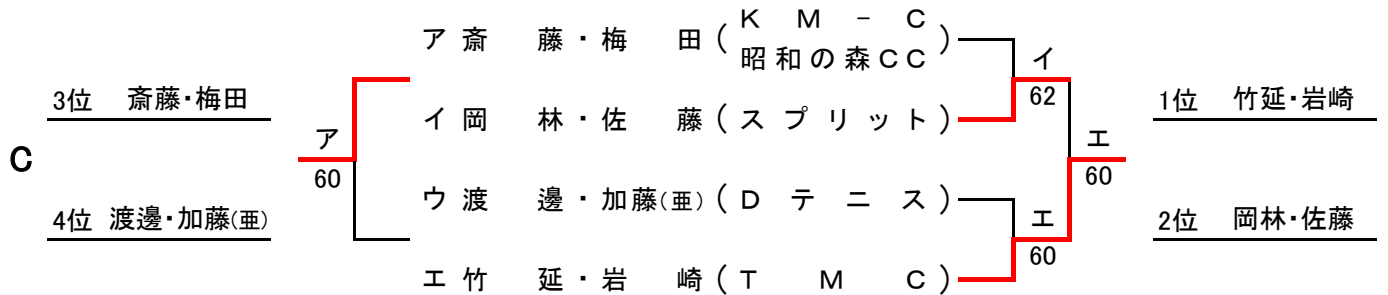 C
3位 斎藤・梅田
4位 渡邊・加藤(亜)
ア
60
ア 斎藤・梅田 (KM-C
昭和の森CC)
イ 岡林・佐藤 (スプリット)
ウ 渡邊・加藤(亜) (Dテニス)
エ 竹延・岩崎 (TMC)
イ
62
エ
60
エ
60
1位 竹延・岩崎
2位 岡林・佐藤